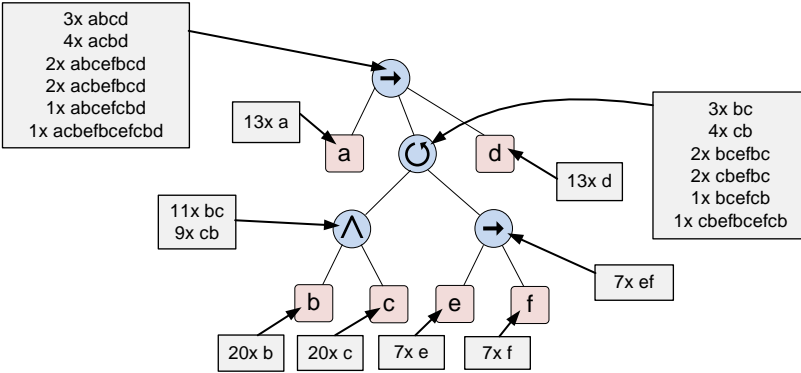 3x abcd
4x acbd
2x abcefbcd
2x acbefbcd
1x abcefcbd
1x acbefbcefcbd
13x a
a
d
13x d
3x bc
4x cb
2x bcefbc
2x cbefbc
1x bcefcb
1x cbefbcefcb
11x bc
9x cb
7x ef
b
c
e
f
20x b
20x c
7x e
7x f